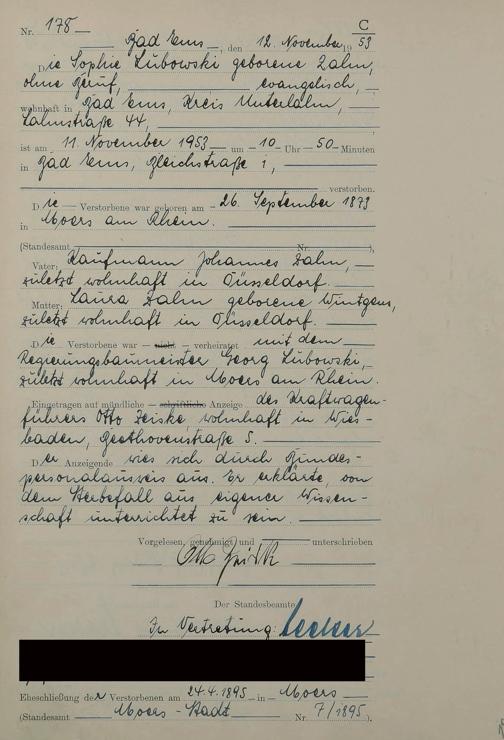 C
Nr. 178
Bad Ems, den 12. November 19 53
Die Sophie Lubowski geborene Dahm,
ohne Beruf, evangelisch,
wohnhaft in Bad Ems, Kreis Unterlahn,
Lahnstraße 44,
ist am 11. November 1953 um 10 Uhr 50 Minuten
in Bad Ems, Bleichstraße 1,
verstorben.
Die Verstorbene war geboren am 26. September 1873
in Moers am Rhein.
(Standesamt Nr. ),
Vater: Kaufmann Johannes Dahm,
zuletzt wohnhaft in Düsseldorf.
Mutter: Laura Dahm geborene Wintgens,
zuletzt wohnhaft in Düsseldorf.
Die Verstorbene war – nicht – verheiratet mit dem
Regierungsbaumeister Georg Lubowski,
zuletzt wohnhaft in Moers am Rhein.
Eingetragen auf mündliche – schriftliche Anzeige des Kraftwagen-
führers Otto Zeiske, wohnhaft in Wies-
baden, Beethovenstraße 5.
Der Anzeigende wies sich durch Bundes-
personalausweis aus. Er erklärte, von
dem Sterbefall aus eigener Wissen-
schaft unterrichtet zu sein.
Vorgelesen, genehmigt und unterschrieben
Otto
Der Standesbeamte
In Vertretung:
Eheschließung der Verstorbenen am 24.4.1895 in Moers
(Standesamt Moers-Stadt Nr. 7/1895).